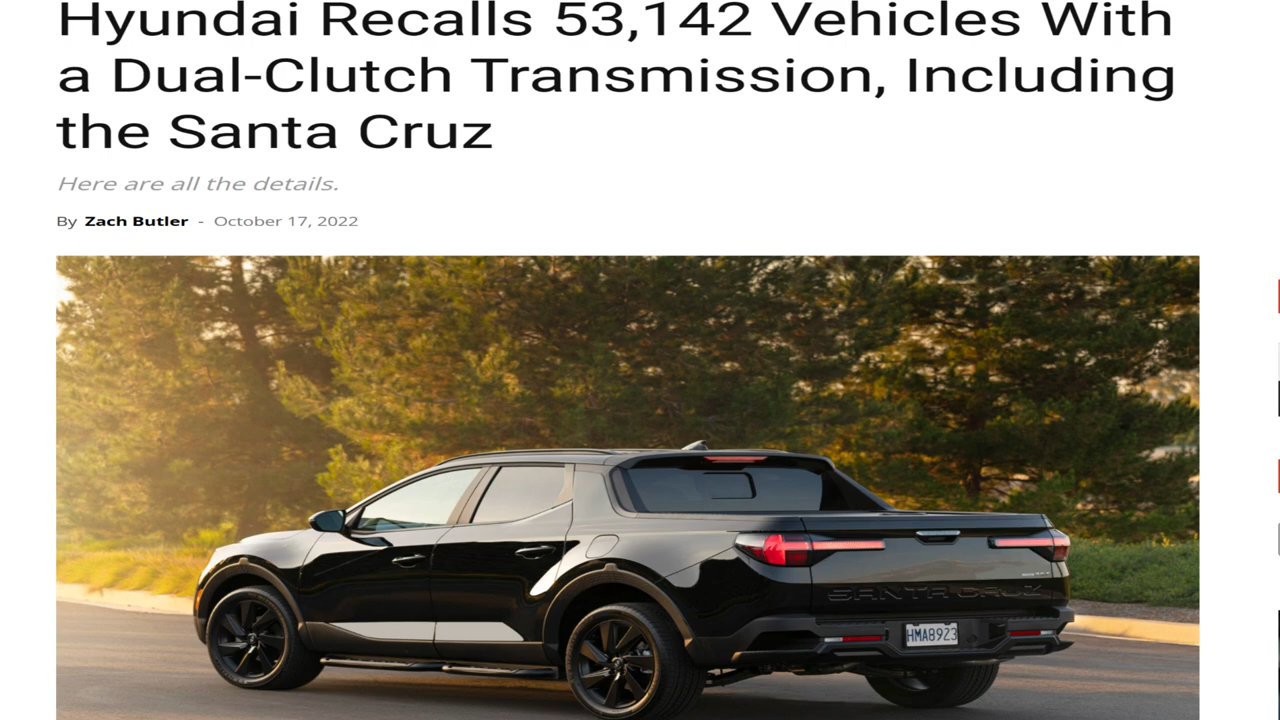 Hyundai Recalls 53,142 Vehicles With
a Dual-Clutch Transmission, Including
the Santa Cruz
Here are all the details.
By Zach Butler - October 17, 2022
SANTA CRUZ
HMA8923